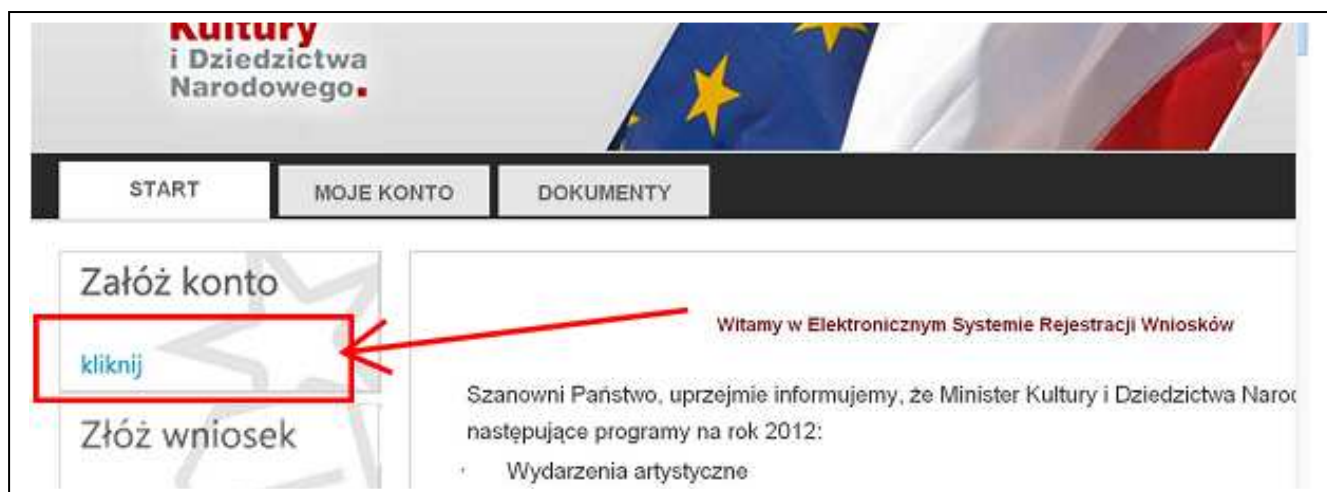 Kultury
i Dziedzictwa
Narodowego
START
MOJE KONTO
DOKUMENTY
Załóż konto
kliknij
Złóż wniosek
Witamy w Elektronicznym Systemie Rejestracji Wniosków
Szanowni Państwo, uprzejmie informujemy, że Minister Kultury i Dziedzictwa
następujące programy na rok 2012:
· Wydarzenia artystyczne